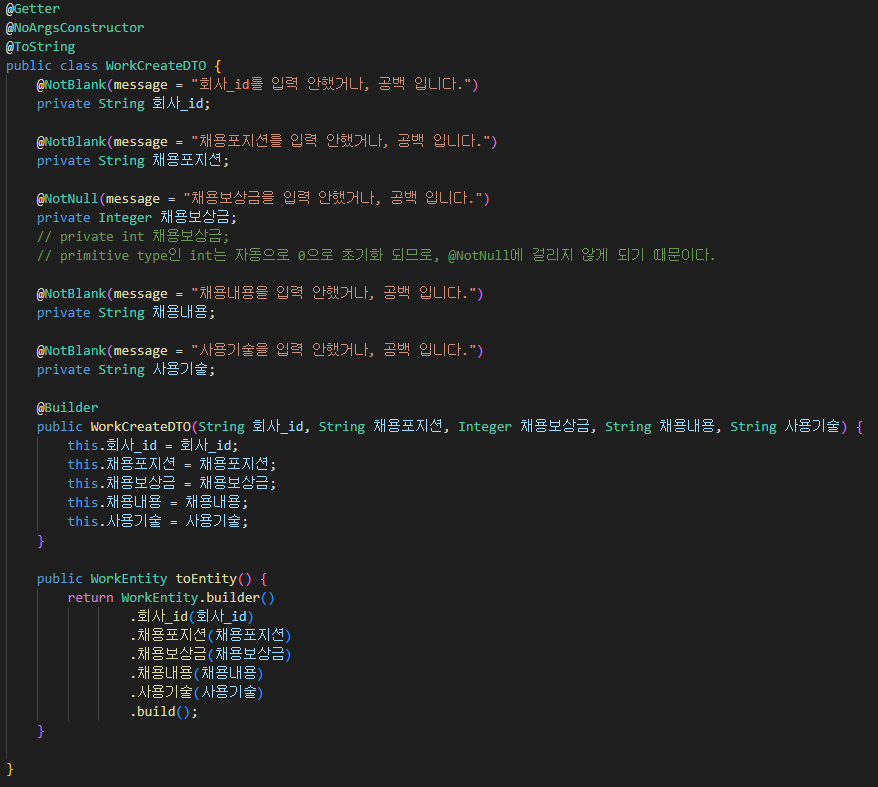 @Getter
@NoArgsConstructor
@ToString
public class WorkCreateDTO {
@NotBlank(message = "회사_id를 입력 안했거나, 공백 입니다.")
private String 회사_id;
@NotBlank(message = "채용포지션를 입력 안했거나, 공백 입니다.")
private String 채용포지션;
@NotNull(message = "채용보상금을 입력 안했거나, 공백 입니다.")
private Integer 채용보상금;
// private int 채용보상금;
// primitive type인 int는 자동으로 0으로 초기화 되므로, @NotNull에 걸리지 않게 되기 때문이다.
@NotBlank(message = "채용내용을 입력 안했거나, 공백 입니다.")
private String 채용내용;
@NotBlank(message = "사용기술을 입력 안했거나, 공백 입니다.")
private String 사용기술;
@Builder
public WorkCreateDTO(String 회사_id, String 채용포지션, Integer 채용보상금, String 채용내용, String 사용기술) {
this.회사_id = 회사_id;
this.채용포지션 = 채용포지션;
this.채용보상금 = 채용보상금;
this.채용내용 = 채용내용;
this.사용기술 = 사용기술;
}
public WorkEntity toEntity() {
return WorkEntity.builder()
.회사_id(회사_id)
.채용포지션(채용포지션)
.채용보상금(채용보상금)
.채용내용(채용내용)
.사용기술(사용기술)
.build();
}
}